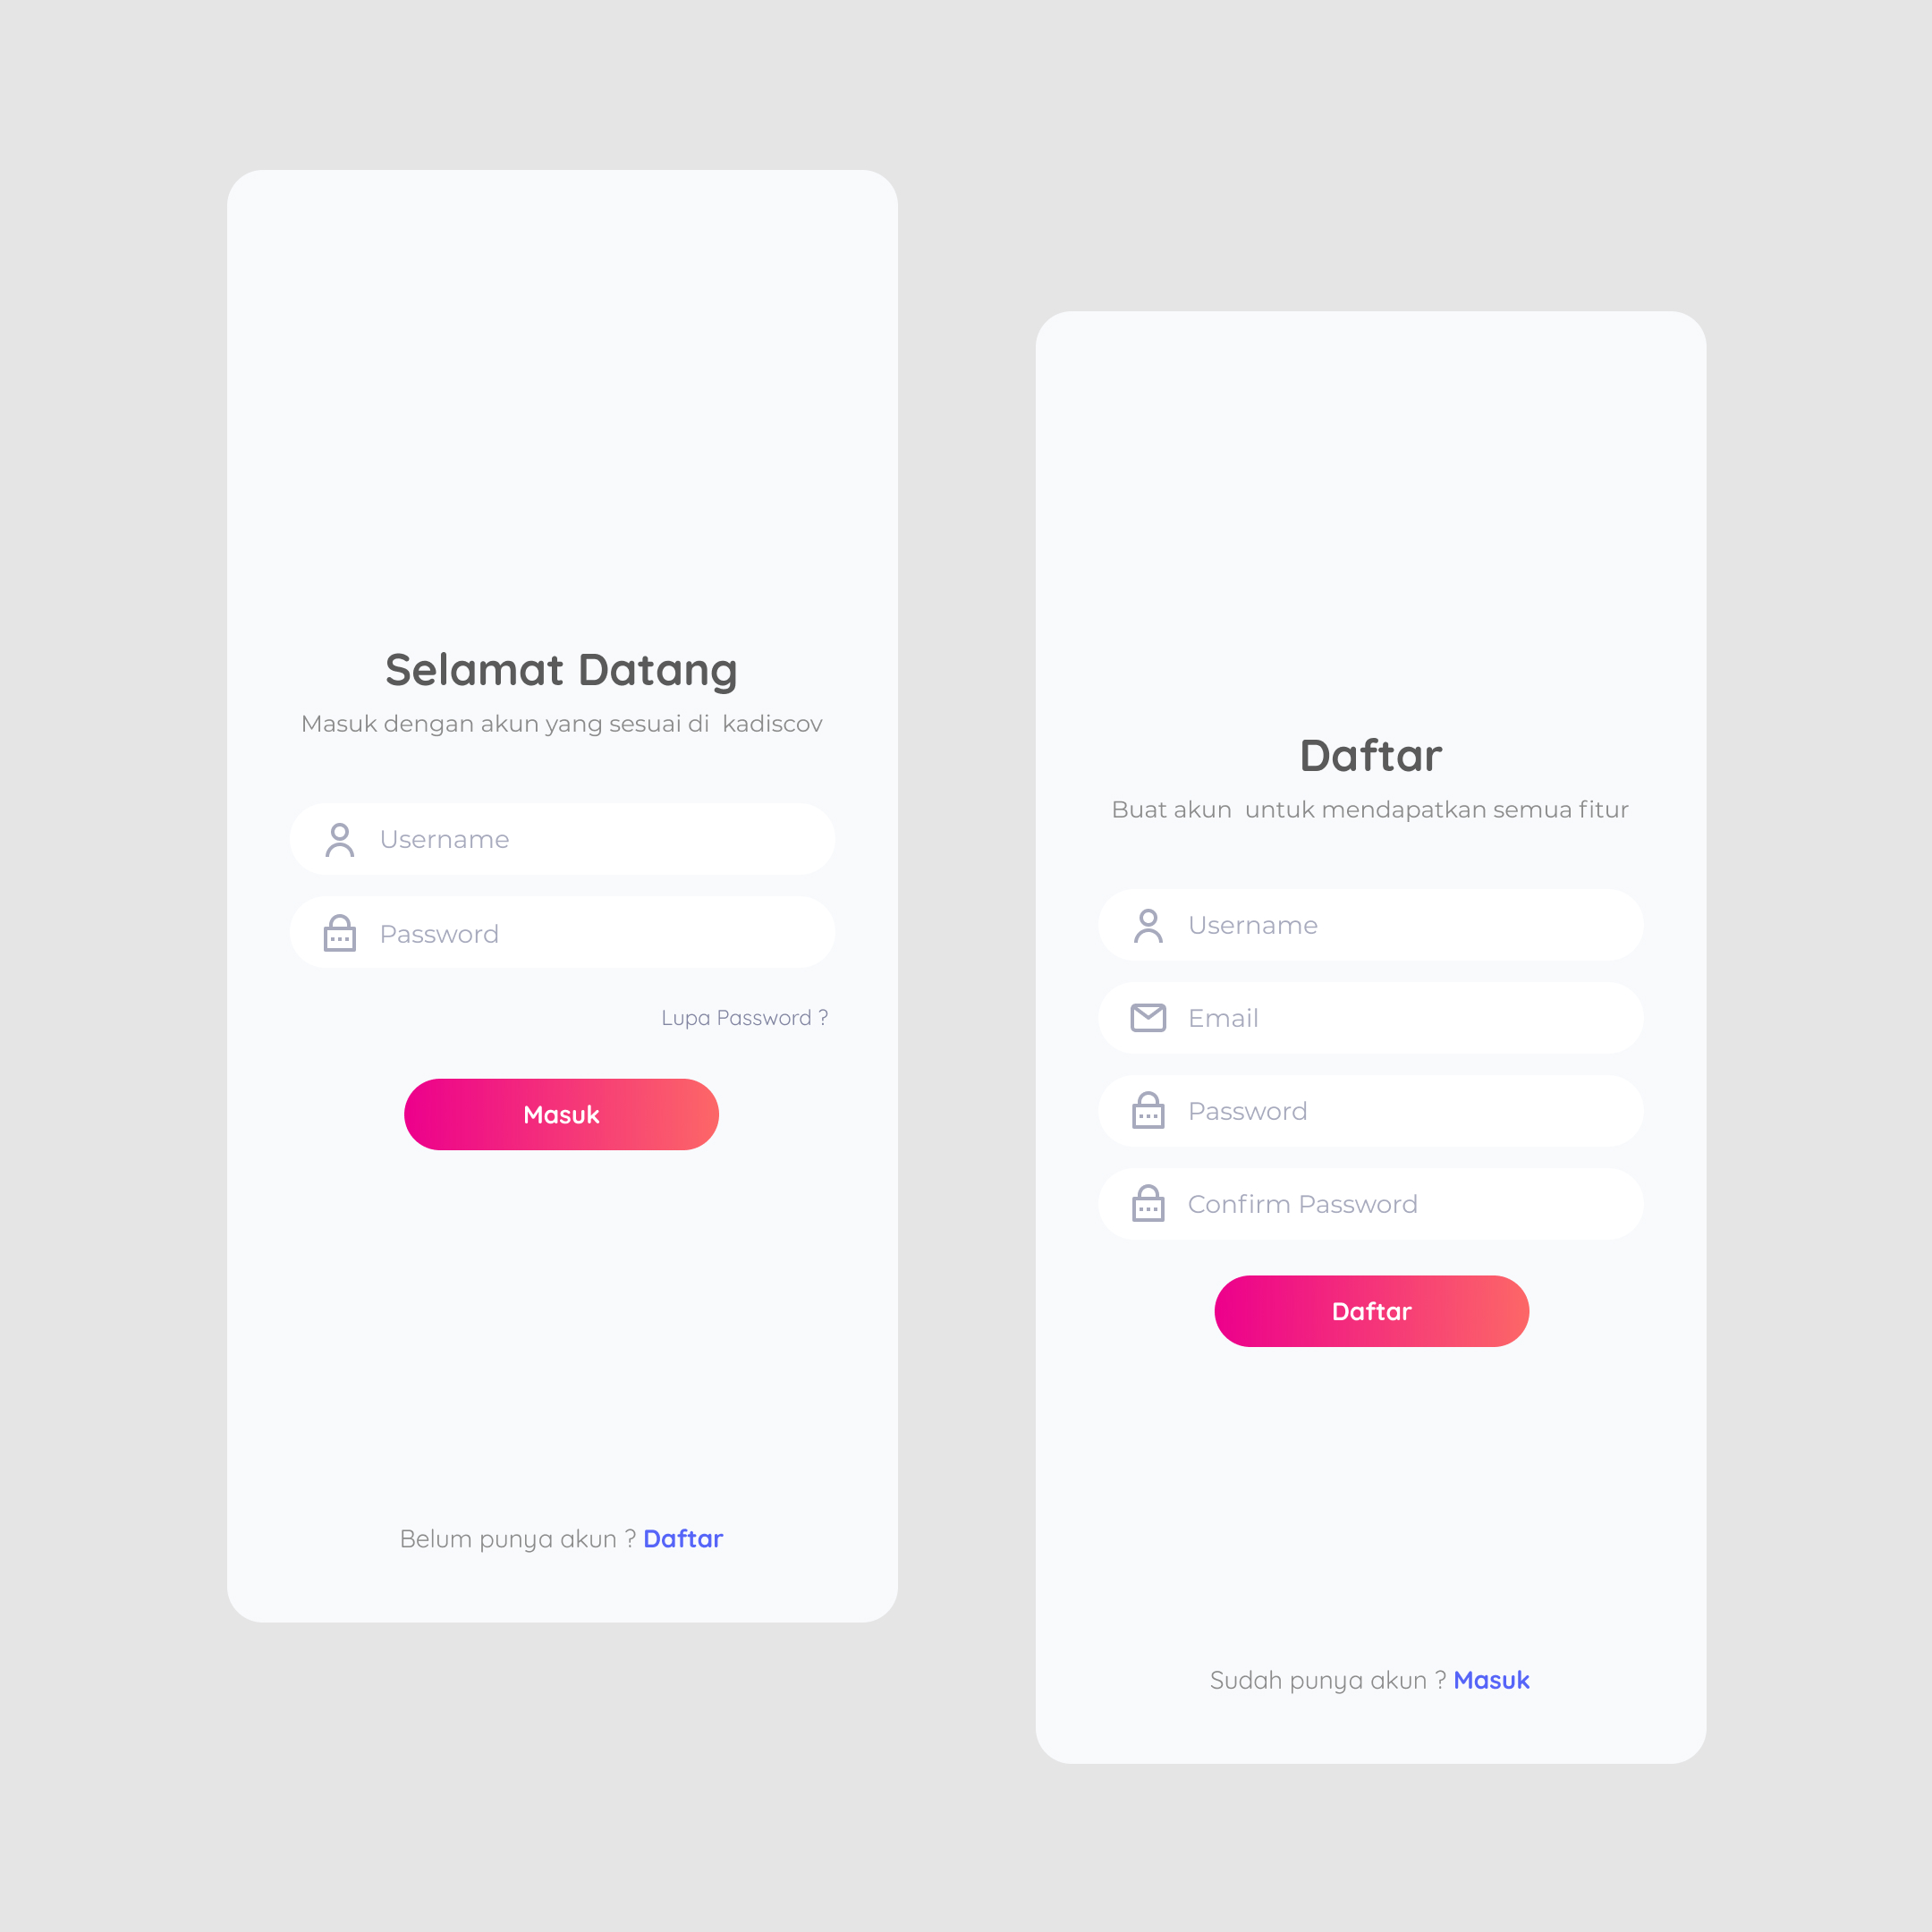 Selamat Datang
Masuk dengan akun yang sesuai di  kadiscov
Username
Password
Lupa Password ?
Masuk
Belum punya akun ? Daftar
Daftar
Buat akun  untuk mendapatkan semua fitur
Username
Email
Password
Confirm Password
Daftar
Sudah punya akun ? Masuk